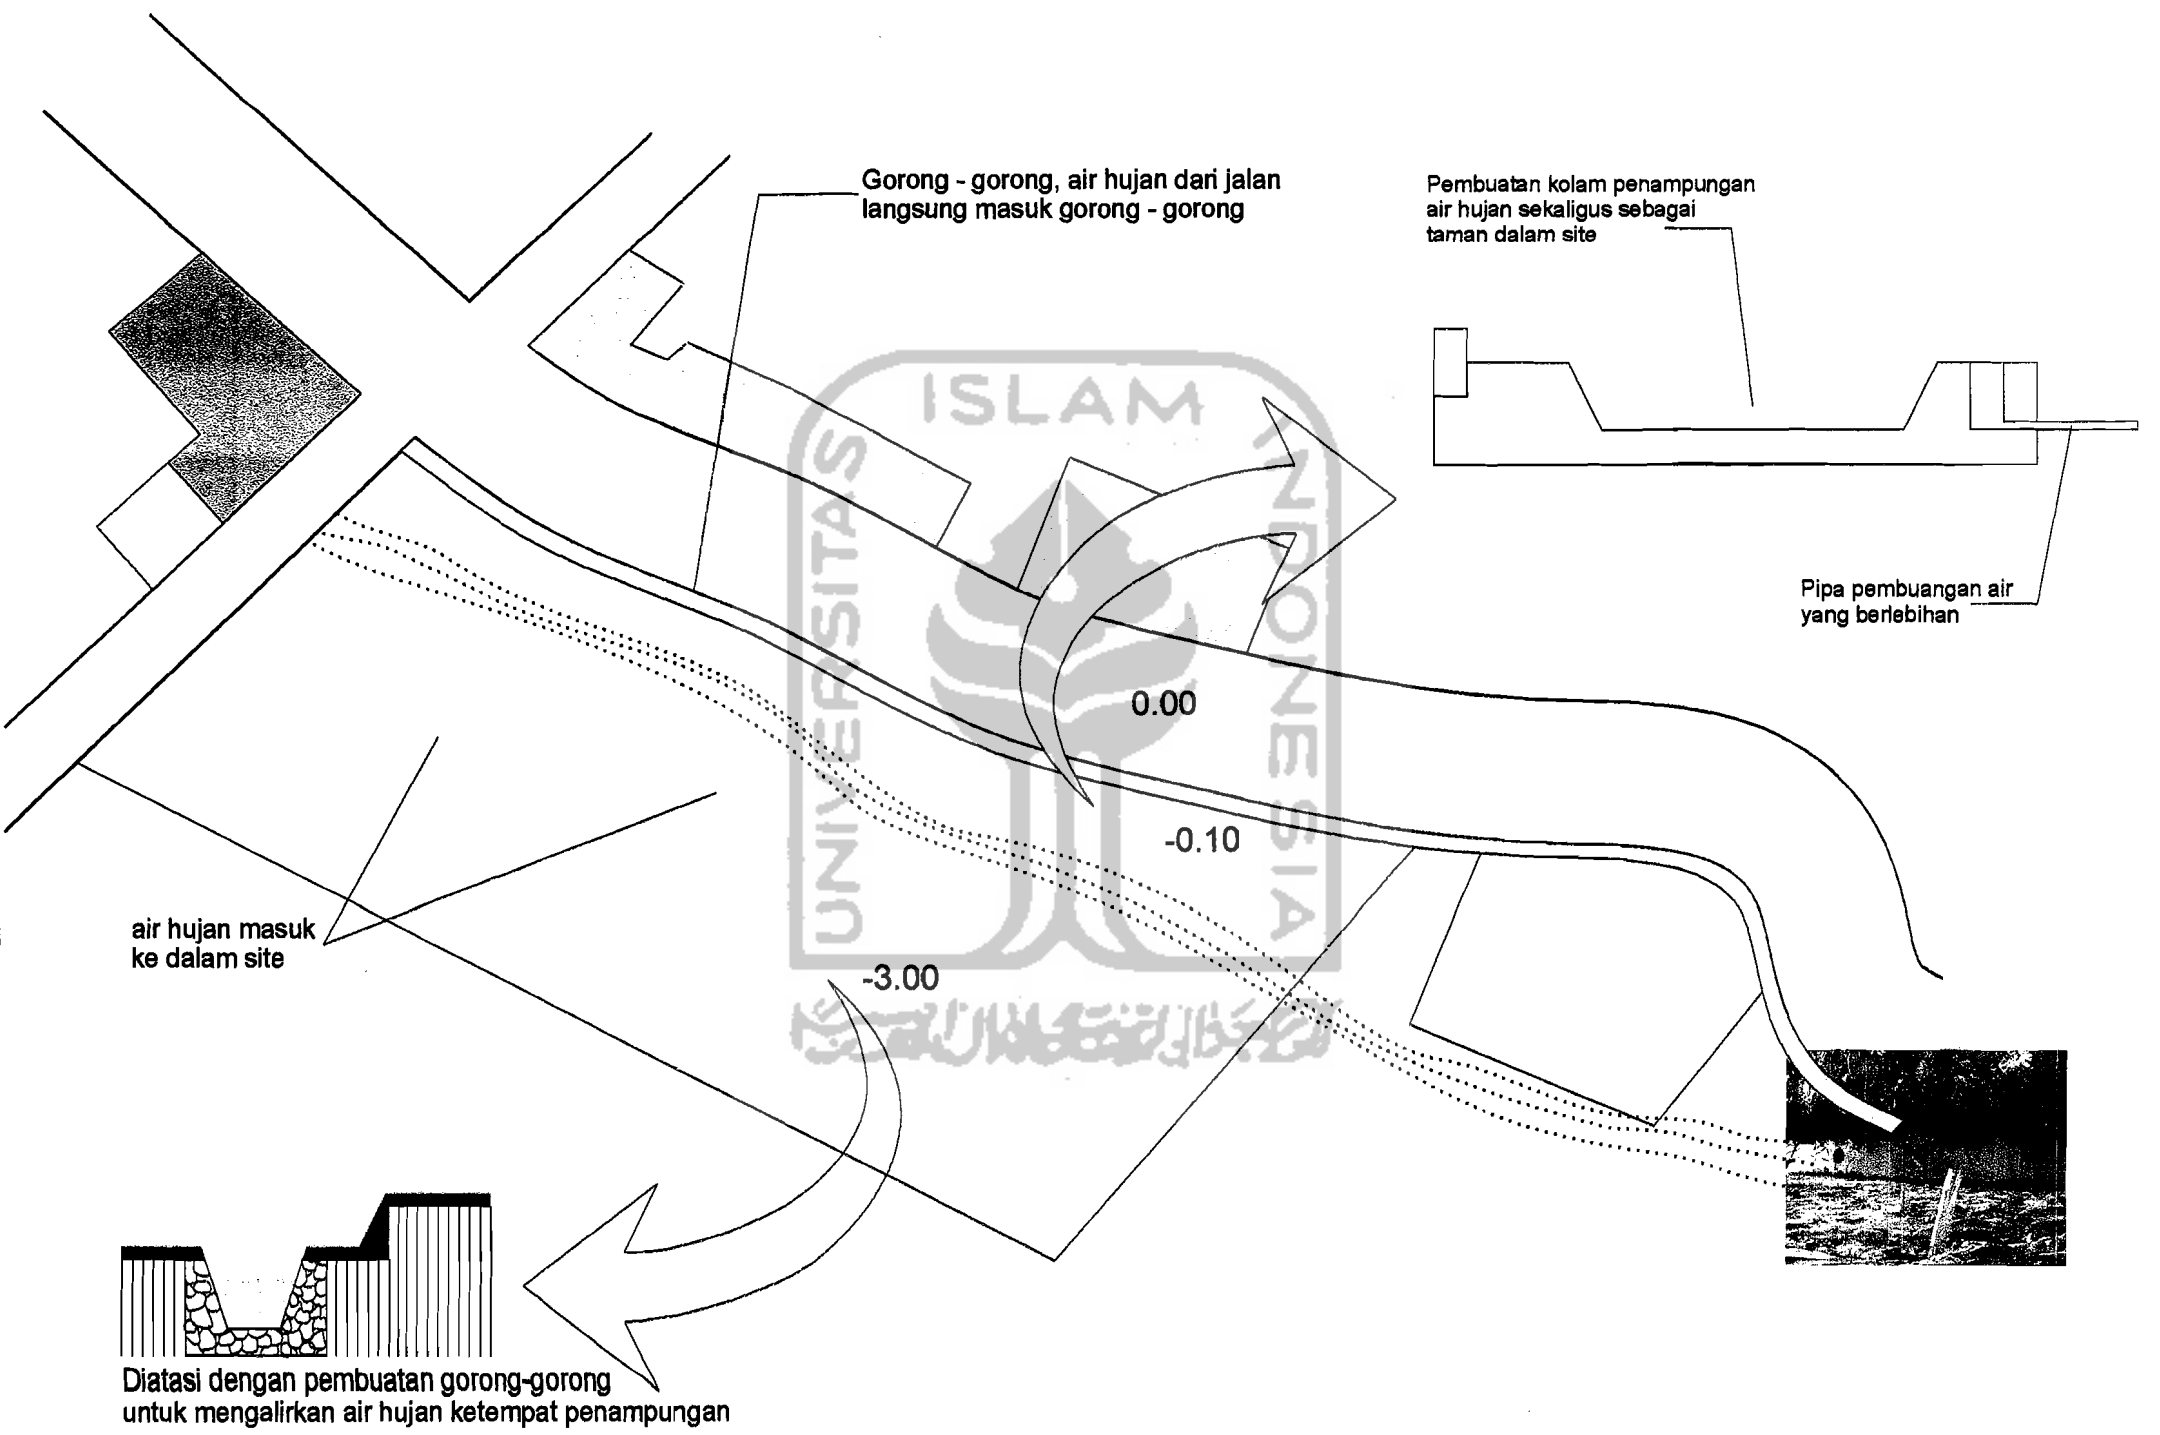 Gorong - gorong, air hujan dari jalan
langsung masuk gorong - gorong
Pembuatan kolam penampungan
air hujan sekaligus sebagai
taman dalam site
Pipa pembuangan air
yang berlebihan
ISLAM
UNIVERSITAS
INDONESIA
0.00
-0.10
-3.00
air hujan masuk
ke dalam site
Diatasi dengan pembuatan gorong-gorong
untuk mengalirkan air hujan ketempat penampungan